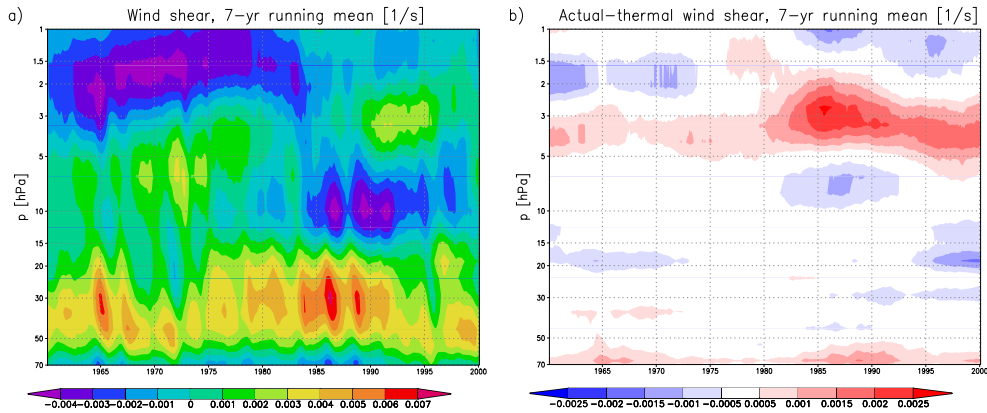 a)
Wind shear, 7-yr running mean [1/s]
1
1.5
2
3
5
10
15
20
30
50
70
p [hPa]
1965 1970 1975 1980 1985 1990 1995 2000
-0.004 -0.003 -0.002 -0.001 0 0.001 0.002 0.003 0.004 0.005 0.006 0.007
b)
Actual-thermal wind shear, 7-yr running mean [1/s]
1
1.5
2
3
5
10
15
20
30
50
70
p [hPa]
1965 1970 1975 1980 1985 1990 1995 2000
-0.0025 -0.002 -0.0015 -0.001 -0.0005 0.0005 0.001 0.0015 0.002 0.0025